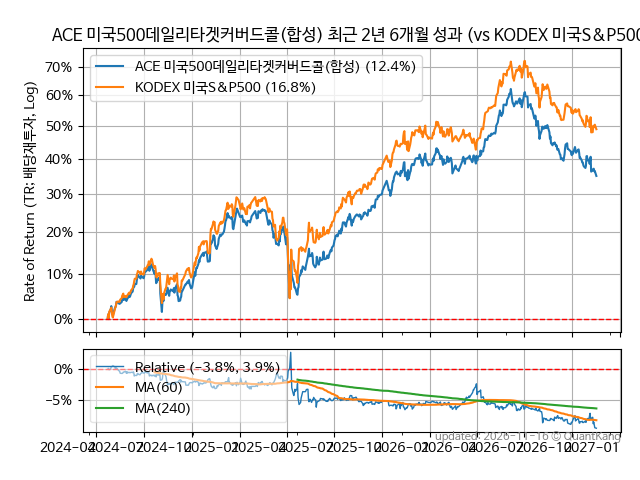 ACE 미국500데일리타겟커버드콜(합성) 최근 2년 6개월 성과 (vs KODEX 미국S&P500
Rate of Return (TR: 배당재투자, Log)
70%
60%
50%
40%
30%
20%
10%
0%
ACE 미국500데일리타겟커버드콜(합성) (12.4%)
KODEX 미국S&P500 (16.8%)
0%
−5%
Relative (−3.8%, 3.9%)
MA(60)
MA(240)
updated: 2026-11-16 © QuantKang
2024-04 2024-07 2024-10 2025-01 2025-04 2025-07 2025-10 2026-01 2026-04 2026-07 2026-10 2027-01